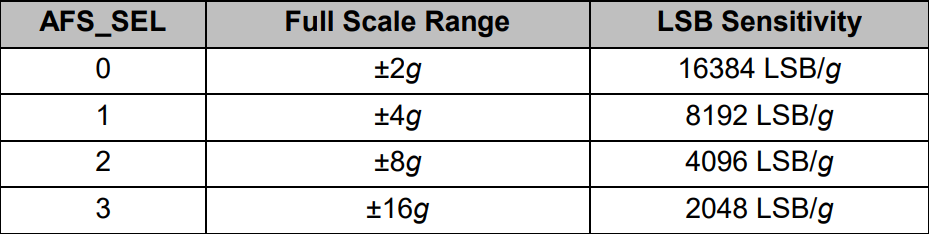 AFS_SEL Full Scale Range LSB Sensitivity
0 ±2g 16384 LSB/g
1 ±4g 8192 LSB/g
2 ±8g 4096 LSB/g
3 ±16g 2048 LSB/g